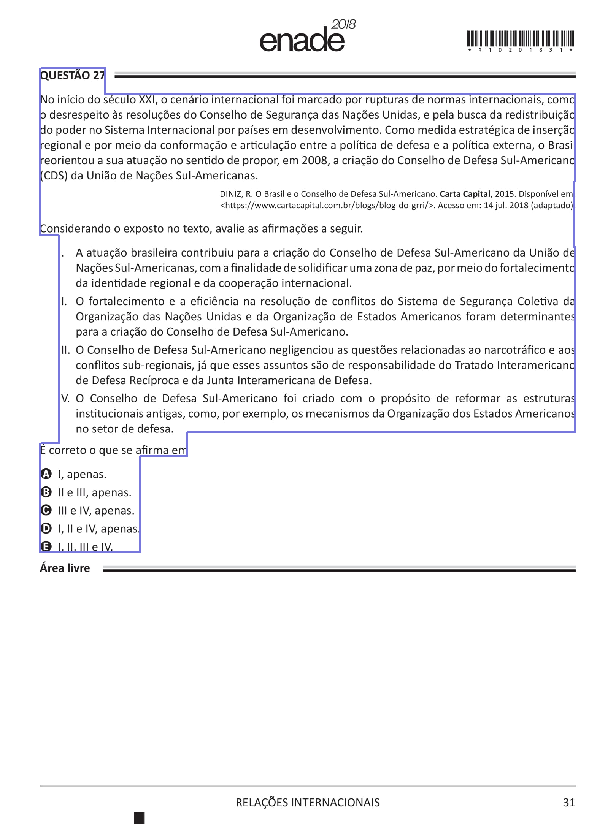 enade 2018
*R10201831*
QUESTÃO 27
No início do século XXI, o cenário internacional foi marcado por rupturas de normas internacionais, como
o desrespeito às resoluções do Conselho de Segurança das Nações Unidas, e pela busca da redistribuição
do poder no Sistema Internacional por países em desenvolvimento. Como medida estratégica de inserção
regional e por meio da conformação e articulação entre a política de defesa e a política externa, o Brasil
reorientou a sua atuação no sentido de propor, em 2008, a criação do Conselho de Defesa Sul-Americano
(CDS) da União de Nações Sul-Americanas.
DINIZ, R. O Brasil e o Conselho de Defesa Sul-Americano. Carta Capital, 2015. Disponível em:
<https://www.cartacapital.com.br/blogs/blog-do-grri/>. Acesso em: 14 jul. 2018 (adaptado).
Considerando o exposto no texto, avalie as afirmações a seguir.
I. A atuação brasileira contribuiu para a criação do Conselho de Defesa Sul-Americano da União de
Nações Sul-Americanas, com a finalidade de solidificar uma zona de paz, por meio do fortalecimento
da identidade regional e da cooperação internacional.
II. O fortalecimento e a eficiência na resolução de conflitos do Sistema de Segurança Coletiva da
Organização das Nações Unidas e da Organização de Estados Americanos foram determinantes
para a criação do Conselho de Defesa Sul-Americano.
III. O Conselho de Defesa Sul-Americano negligenciou as questões relacionadas ao narcotráfico e aos
conflitos sub-regionais, já que esses assuntos são de responsabilidade do Tratado Interamericano
de Defesa Recíproca e da Junta Interamericana de Defesa.
IV. O Conselho de Defesa Sul-Americano foi criado com o propósito de reformar as estruturas
institucionais antigas, como, por exemplo, os mecanismos da Organização dos Estados Americanos
no setor de defesa.
É correto o que se afirma em
A I, apenas.
B II e III, apenas.
C III e IV, apenas.
D I, II e IV, apenas.
E I, II, III e IV.
Área livre
RELAÇÕES INTERNACIONAIS 31